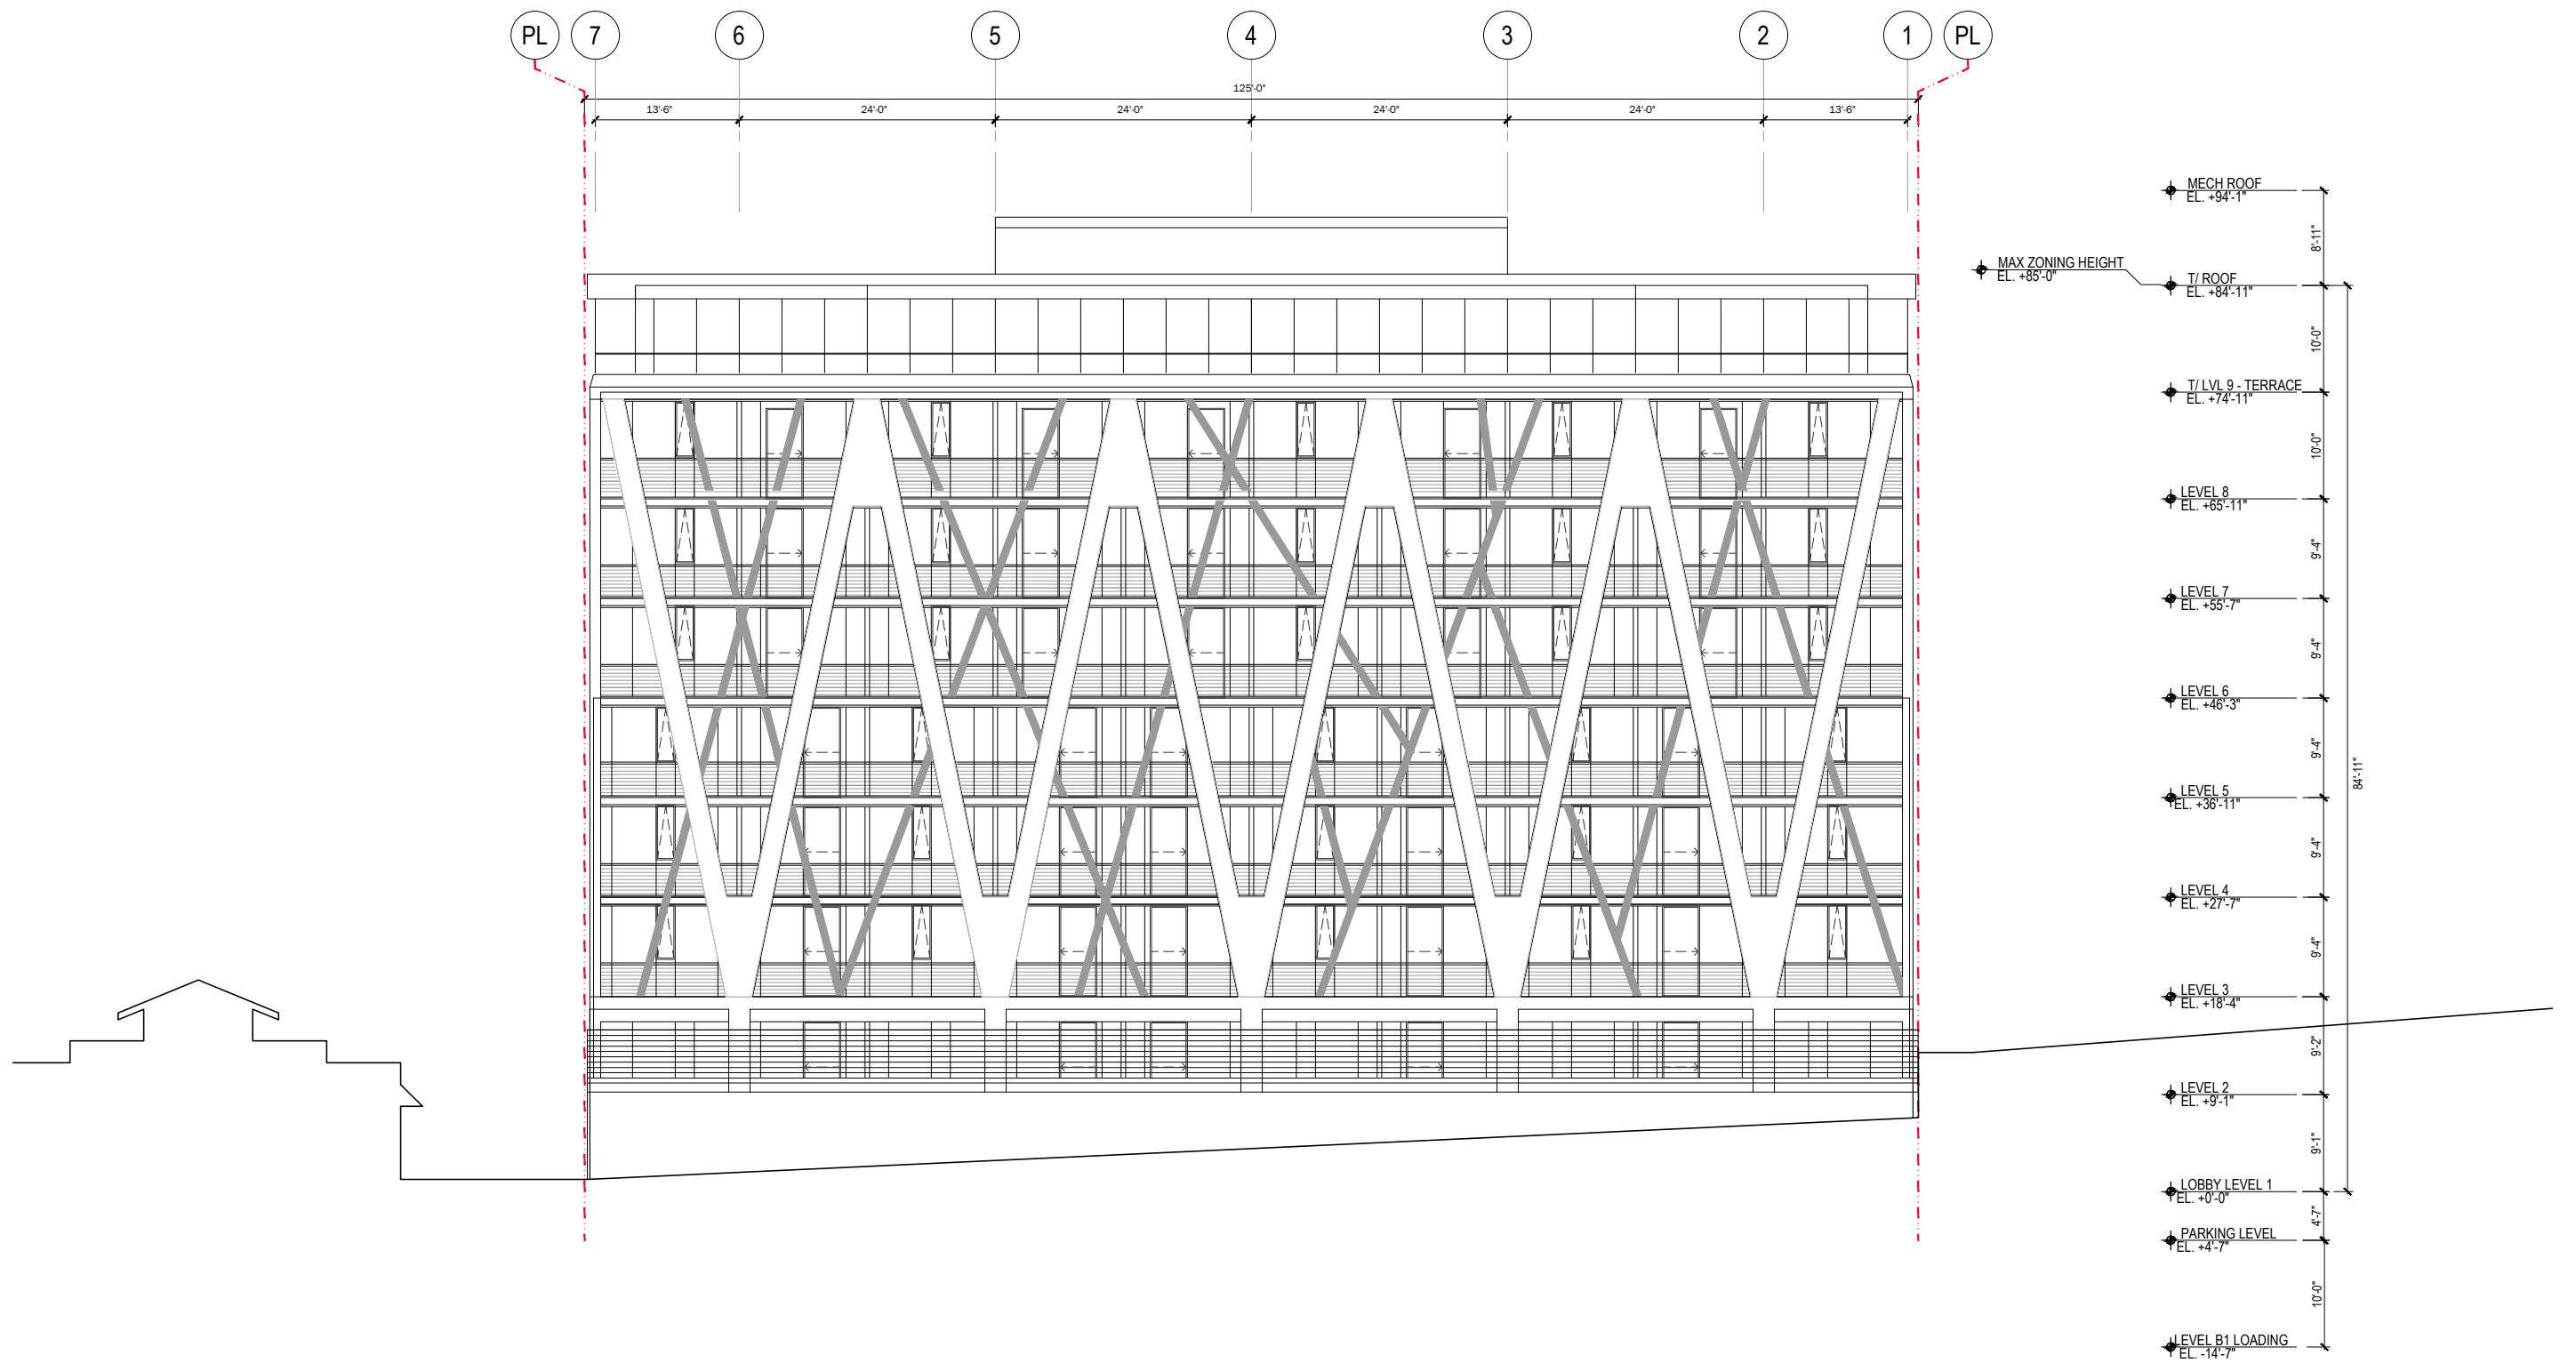 PL 7 6 5 4 3 2 1 PL
125'-0"
13'-6" 24'-0" 24'-0" 24'-0" 24'-0" 13'-6"
MECH ROOF
EL. +94'-1"
8'-11"
MAX ZONING HEIGHT
EL. +85'-0"
T/ ROOF
EL. +84'-11"
10'-0"
T/ LVL 9 - TERRACE
EL. +74'-11"
10'-0"
LEVEL 8
EL. +65'-11"
9'-4"
LEVEL 7
EL. +55'-7"
9'-4"
LEVEL 6
EL. +46'-3"
9'-4"
84'-11"
LEVEL 5
EL. +36'-11"
9'-4"
LEVEL 4
EL. +27'-7"
9'-4"
LEVEL 3
EL. +18'-4"
9'-2"
LEVEL 2
EL. +9'-1"
9'-1"
LOBBY LEVEL 1
EL. +0'-0"
4'-7"
PARKING LEVEL
EL. +4'-7"
10'-0"
LEVEL B1 LOADING
EL. -14'-7"